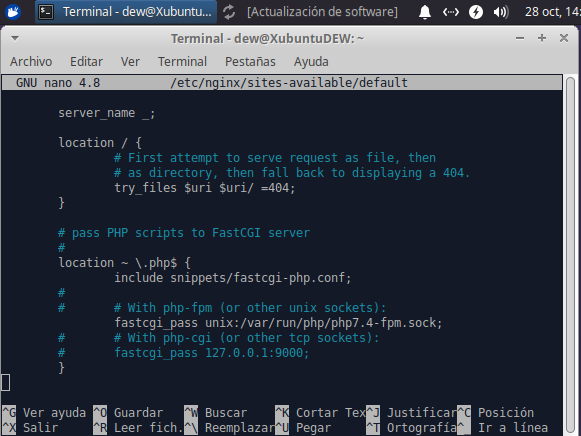 Terminal - dew@Xubuntu... [Actualización de software] 28 oct, 14:
Terminal - dew@XubuntuDEW: ~
Archivo Editar Ver Terminal Pestañas Ayuda
GNU nano 4.8 /etc/nginx/sites-available/default
server_name _;
location / {
# First attempt to serve request as file, then
# as directory, then fall back to displaying a 404.
try_files $uri $uri/ =404;
}
# pass PHP scripts to FastCGI server
#
location ~ \.php$ {
include snippets/fastcgi-php.conf;
#
# # With php-fpm (or other unix sockets):
fastcgi_pass unix:/var/run/php/php7.4-fpm.sock;
# # With php-cgi (or other tcp sockets):
# fastcgi_pass 127.0.0.1:9000;
}
^G Ver ayuda ^O Guardar ^W Buscar ^K Cortar Tex^J Justificar^C Posición
^X Salir ^R Leer fich.^\ Reemplazar^U Pegar ^T Ortografía^_ Ir a línea